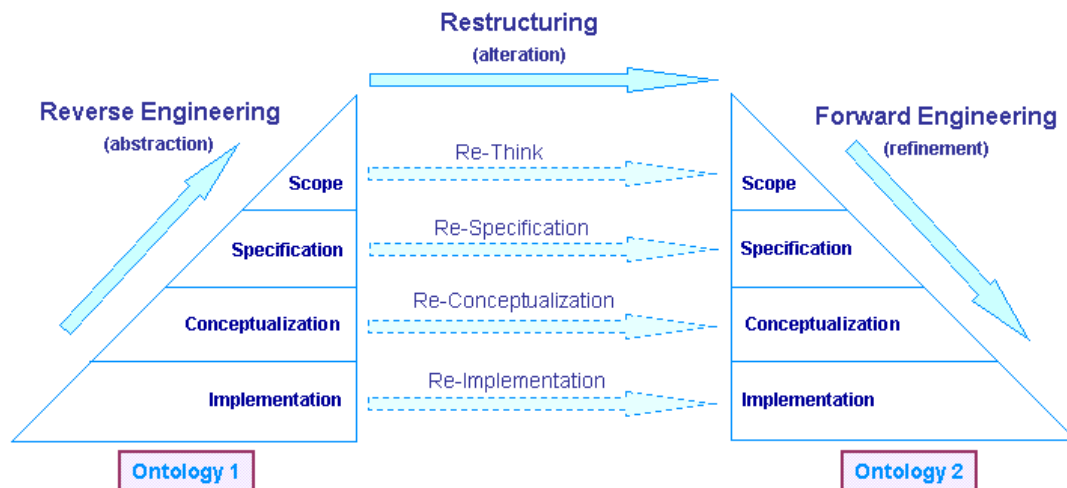 Restructuring
(alteration)
Reverse Engineering
(abstraction)
Forward Engineering
(refinement)
Re-Think
Scope
Scope
Re-Specification
Specification
Specification
Re-Conceptualization
Conceptualization
Conceptualization
Re-Implementation
Implementation
Implementation
Ontology 1
Ontology 2